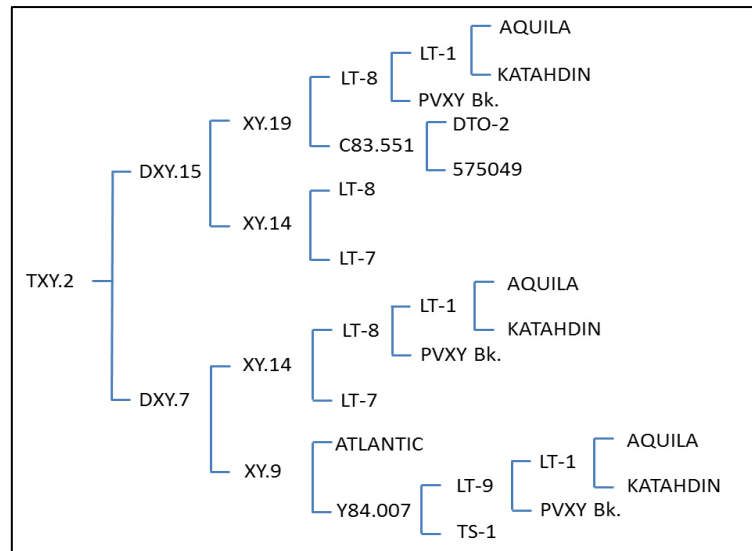 AQUILA
LT-1
LT-8
KATAHDIN
PVXY Bk.
XY.19
DTO-2
C83.551
575049
DXY.15
LT-8
XY.14
LT-7
TXY.2
AQUILA
LT-1
LT-8
KATAHDIN
PVXY Bk.
XY.14
LT-7
DXY.7
ATLANTIC
AQUILA
LT-1
XY.9
LT-9
KATAHDIN
Y84.007
PVXY Bk.
TS-1